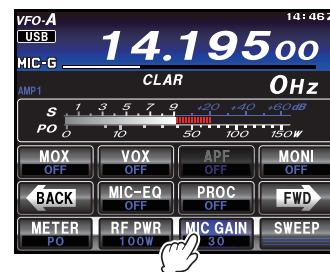 VFO-A 14:46
USB 14.19500
MIC-G
AMP1 CLAR 0Hz
S 1 3 5 7 9 +20 +40 +60dB
PO 0 10 50 100 150W
MOX VOX APF MONI
OFF OFF OFF OFF
BACK MIC-EQ PROC FWD
OFF OFF
METER RF PWR MIC GAIN SWEEP
PO 100W 30